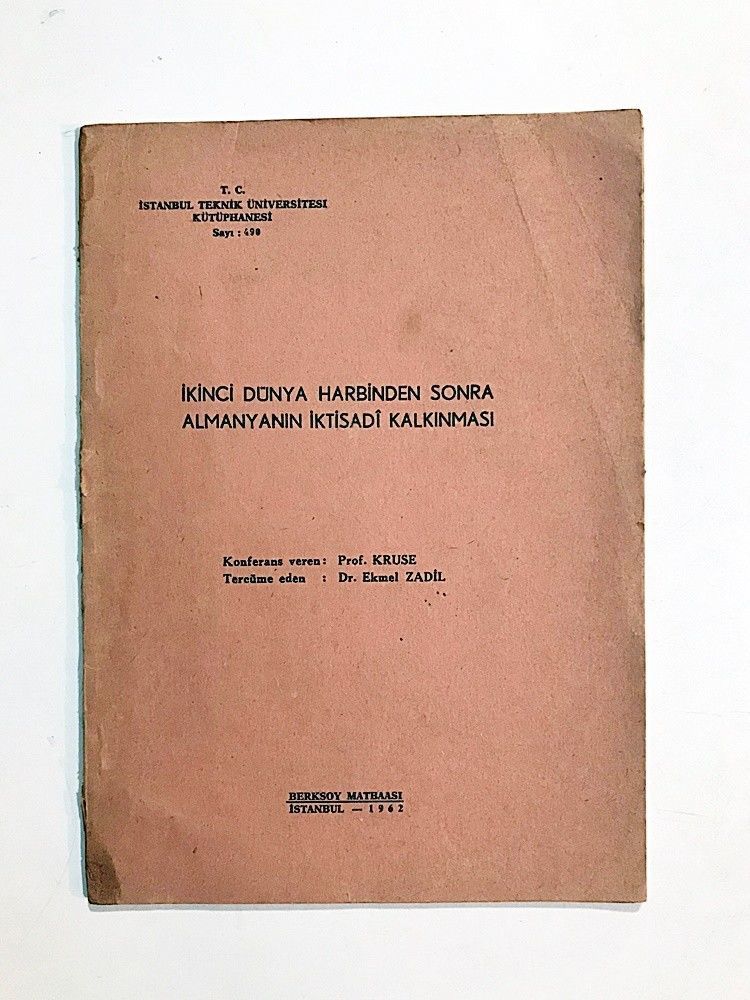 T. C.
İSTANBUL TEKNİK ÜNİVERSİTESİ
KÜTÜPHANESİ
Sayı : 490
İKİNCİ DÜNYA HARBİNDEN SONRA
ALMANYANIN İKTİSADÎ KALKINMASI
Konferans veren : Prof. KRUSE
Tercüme eden : Dr. Ekmel ZADİL
BERKSOY MATBAASI
İSTANBUL — 1962